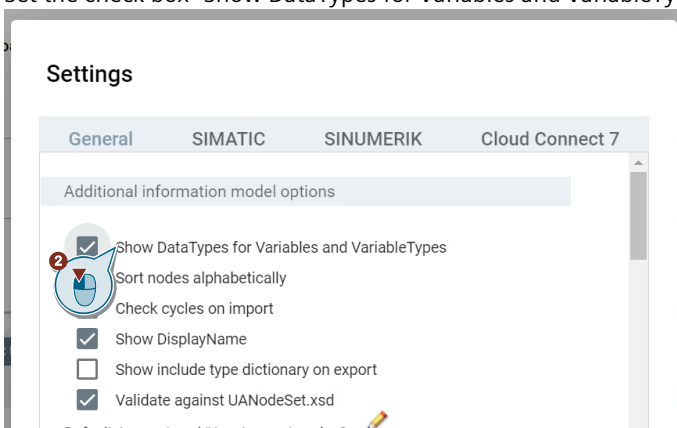 Set the check box "Show DataTypes for Variables and VariableTy
Settings
General SIMATIC SINUMERIK Cloud Connect 7
Additional information model options
Show DataTypes for Variables and VariableTypes
2
Sort nodes alphabetically
Check cycles on import
Show DisplayName
Show include type dictionary on export
Validate against UANodeSet.xsd